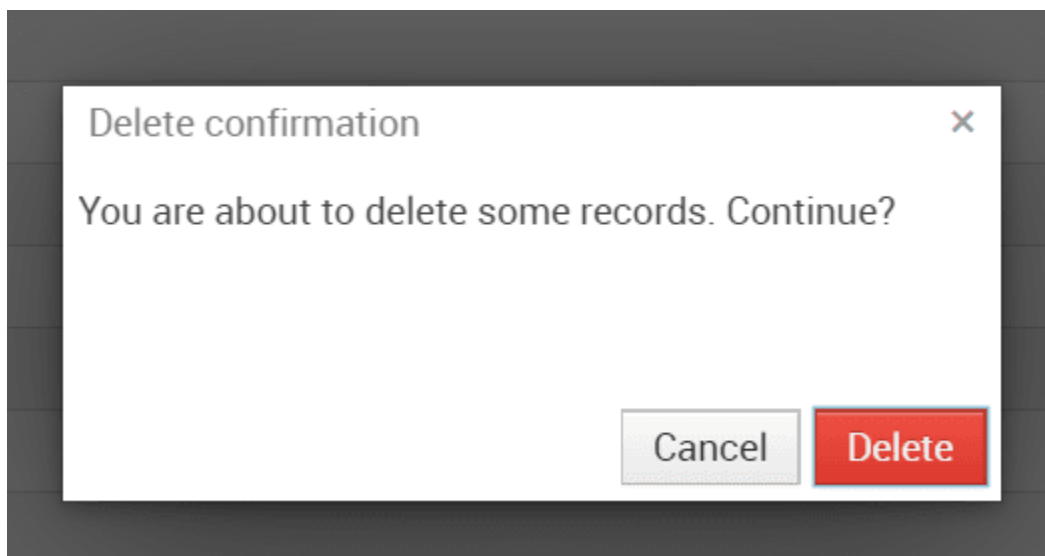 Delete confirmation ×
You are about to delete some records. Continue?
Cancel Delete